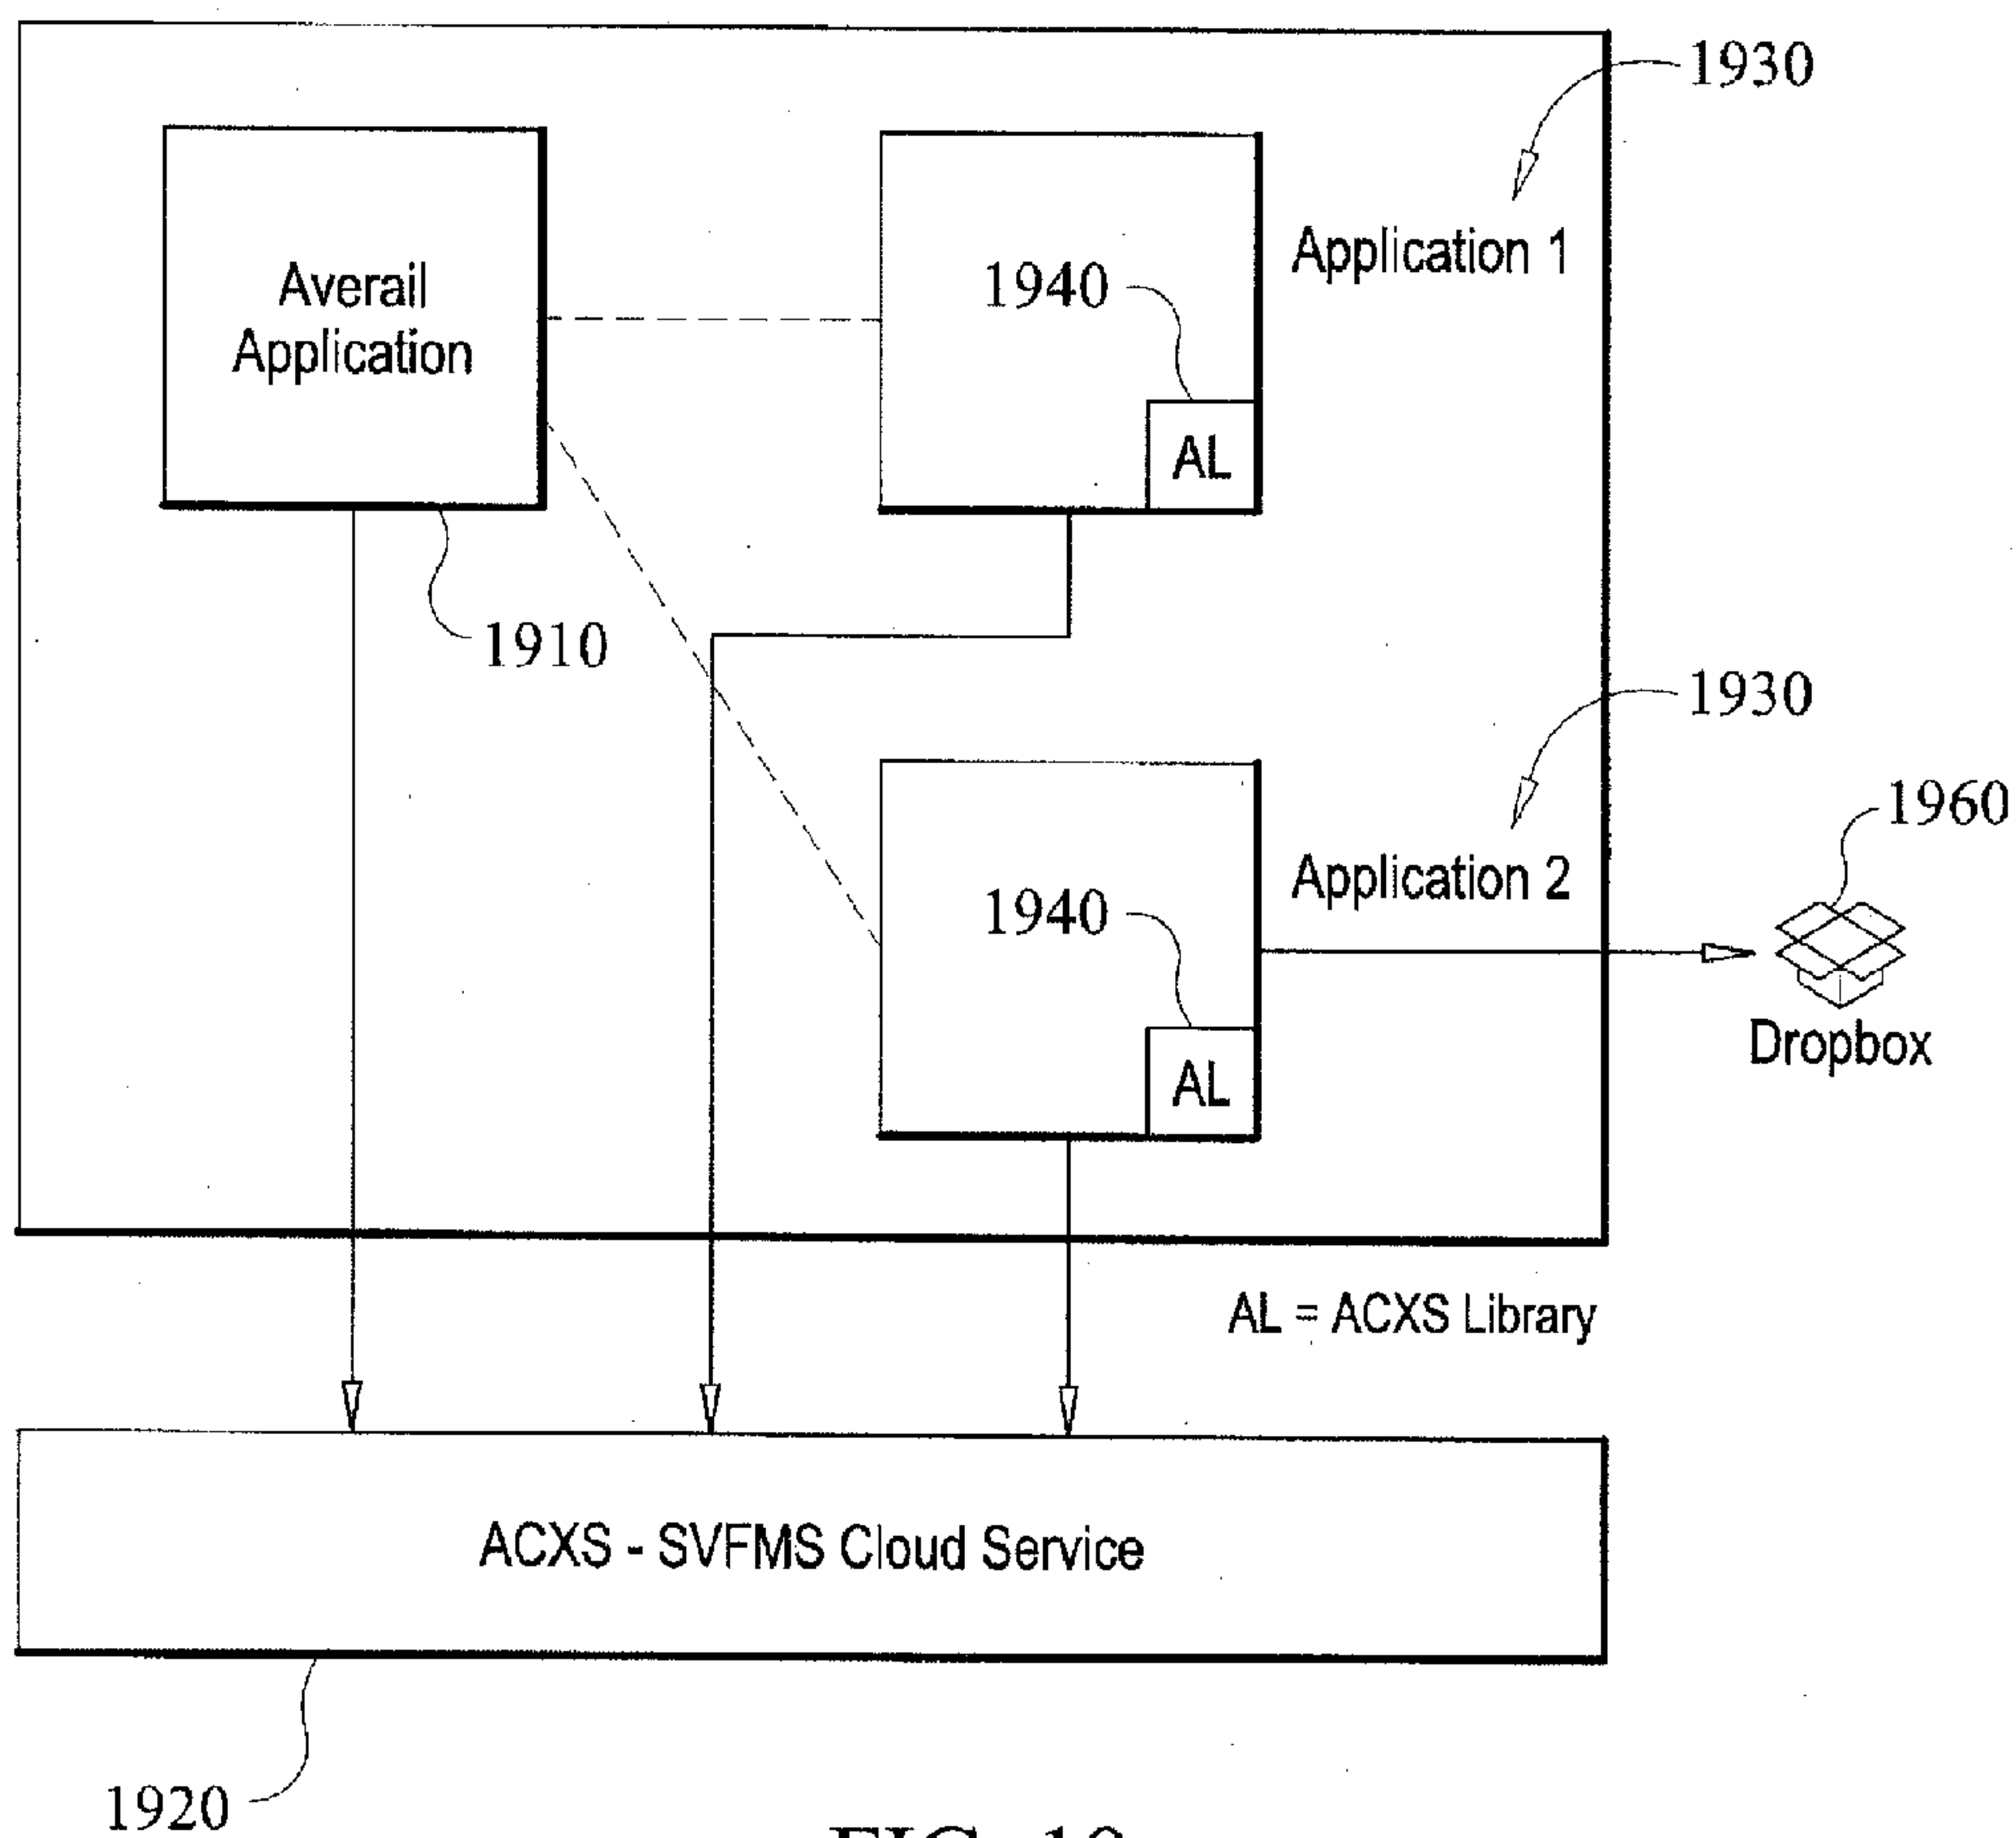 1930
Averail
Application
1940
Application 1
AL
1910
1930
1960
1940
Application 2
AL
Dropbox
AL = ACXS Library
ACXS - SVFMS Cloud Service
1920